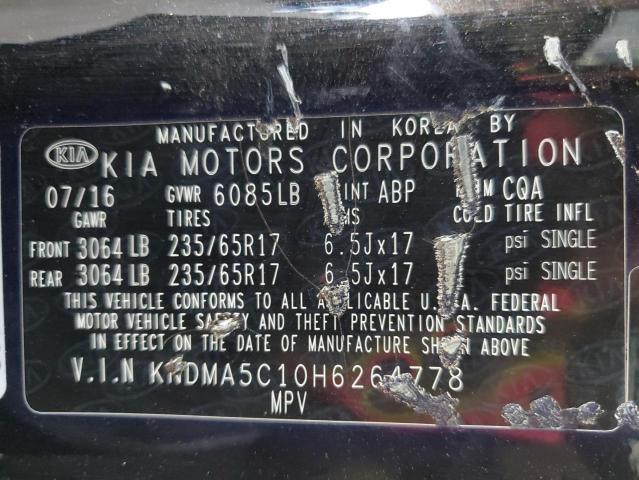 MANUFACTURED IN KOREA BY
KIA KIA MOTORS CORPORATION
07/16 GVWR 6085LB ABP CQA
GAWR TIRES COLD TIRE INFL
FRONT 3064 LB 235/65R17 6.5Jx17 psi SINGLE
REAR 3064 LB 235/65R17 6.5Jx17 psi SINGLE
THIS VEHICLE CONFORMS TO ALL APPLICABLE U.S.A. FEDERAL
MOTOR VEHICLE SAFETY AND THEFT PREVENTION STANDARDS
IN EFFECT ON THE DATE OF MANUFACTURE SHOWN ABOVE
V.I.N KNDMA5C10H6264778
MPV